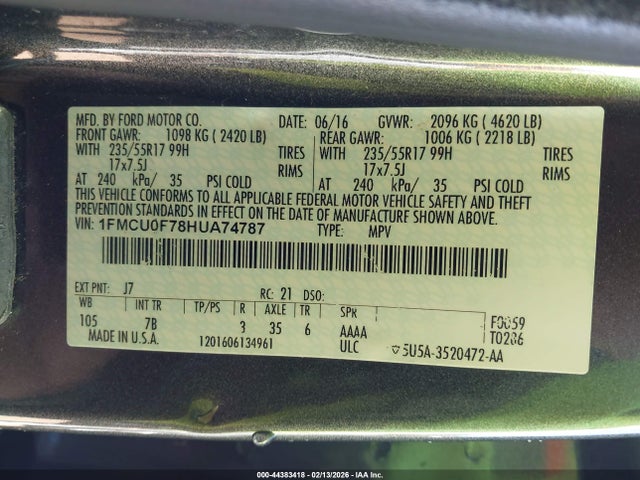 MFD. BY FORD MOTOR CO. 06/16 GVWR: 2096 KG ( 4620 LB)
FRONT GAWR: 1098 KG ( 2420 LB) REAR GAWR: 1006 KG ( 2218 LB)
WITH 235/55R17 99H TIRES WITH 235/55R17 99H TIRES
17x7.5J RIMS 17x7.5J RIMS
AT 240 kPa/ 35 PSI COLD AT 240 kPa/ 35 PSI COLD
THIS VEHICLE CONFORMS TO ALL APPLICABLE FEDERAL MOTOR VEHICLE SAFETY AND THEFT
PREVENTION STANDARDS IN EFFECT ON THE DATE OF MANUFACTURE SHOWN ABOVE.
VIN: 1FMCU0F78HUA74787 TYPE: MPV
EXT PNT: J7 RC: 21 DSO:
WB INT TR TP/PS R AXLE TR SPR
105 7B 3 35 6 AAAA F0059
MADE IN U.S.A. 1201606134961 ULC T0206
5U5A-3520472-AA
000-44383418 - 02/13/2026 - IAA Inc.